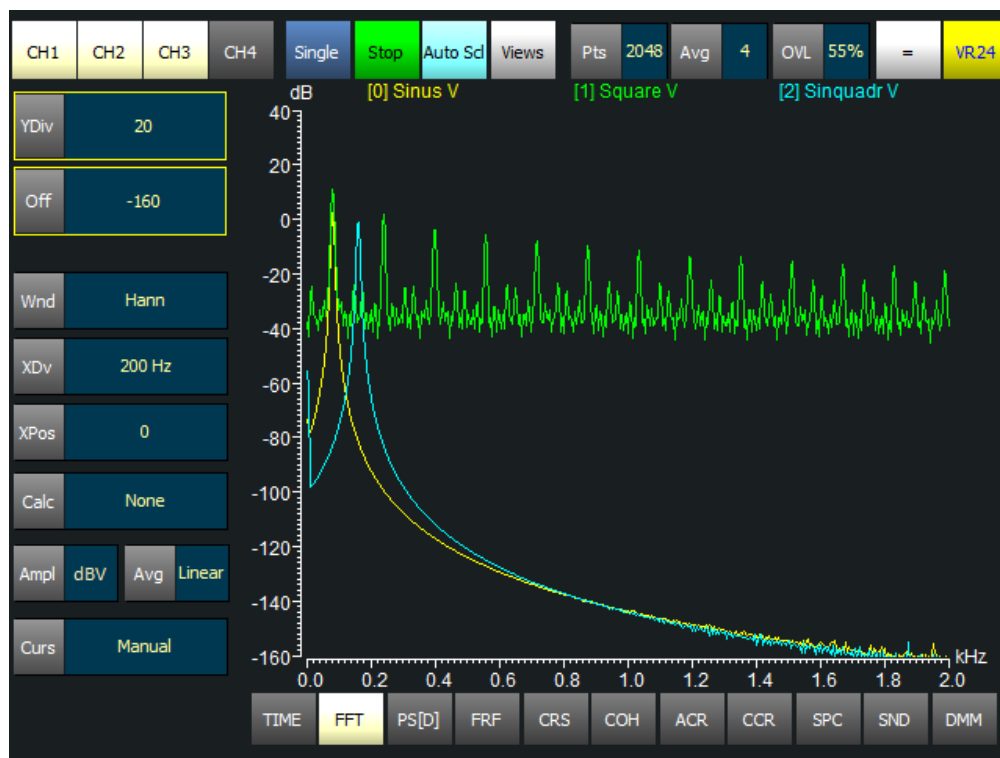 CH1 CH2 CH3 CH4 Single Stop Auto Scl Views Pts 2048 Avg 4 OVL 55% = VR24
dB [0] Sinus V [1] Square V [2] Sinquadr V
YDiv 20
Off -160
Wnd Hann
XDv 200 Hz
XPos 0
Calc None
Ampl dBV Avg Linear
Curs Manual
40
20
0
-20
-40
-60
-80
-100
-120
-140
-160
kHz
0.0 0.2 0.4 0.6 0.8 1.0 1.2 1.4 1.6 1.8 2.0
TIME FFT PS[D] FRF CRS COH ACR CCR SPC SND DMM